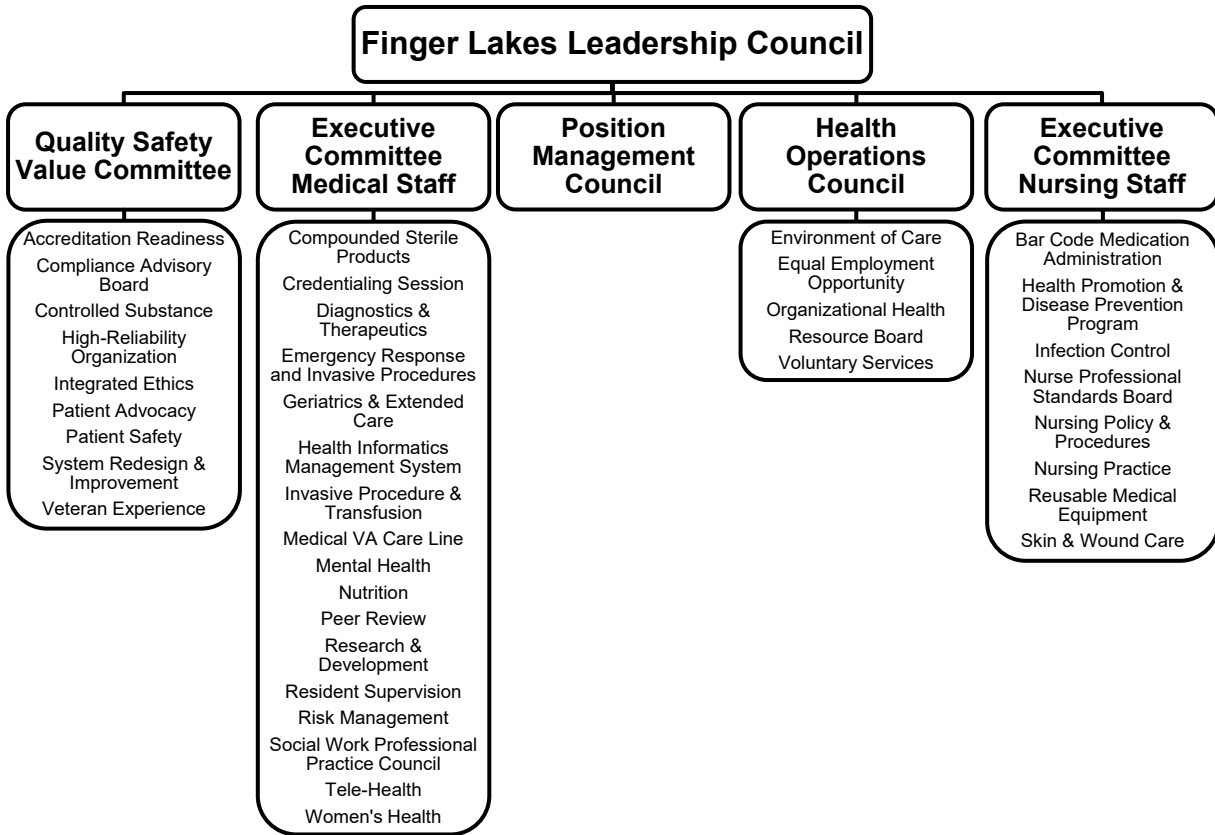 Finger Lakes Leadership Council
Quality Safety
Value Committee
Accreditation Readiness
Compliance Advisory
Board
Controlled Substance
High-Reliability
Organization
Integrated Ethics
Patient Advocacy
Patient Safety
System Redesign &
Improvement
Veteran Experience
Executive
Committee
Medical Staff
Compounded Sterile
Products
Credentialing Session
Diagnostics &
Therapeutics
Emergency Response
and Invasive Procedures
Geriatrics & Extended
Care
Health Informatics
Management System
Invasive Procedure &
Transfusion
Medical VA Care Line
Mental Health
Nutrition
Peer Review
Research &
Development
Resident Supervision
Risk Management
Social Work Professional
Practice Council
Tele-Health
Women's Health
Position
Management
Council
Health
Operations
Council
Environment of Care
Equal Employment
Opportunity
Organizational Health
Resource Board
Voluntary Services
Executive
Committee
Nursing Staff
Bar Code Medication
Administration
Health Promotion &
Disease Prevention
Program
Infection Control
Nurse Professional
Standards Board
Nursing Policy &
Procedures
Nursing Practice
Reusable Medical
Equipment
Skin & Wound Care